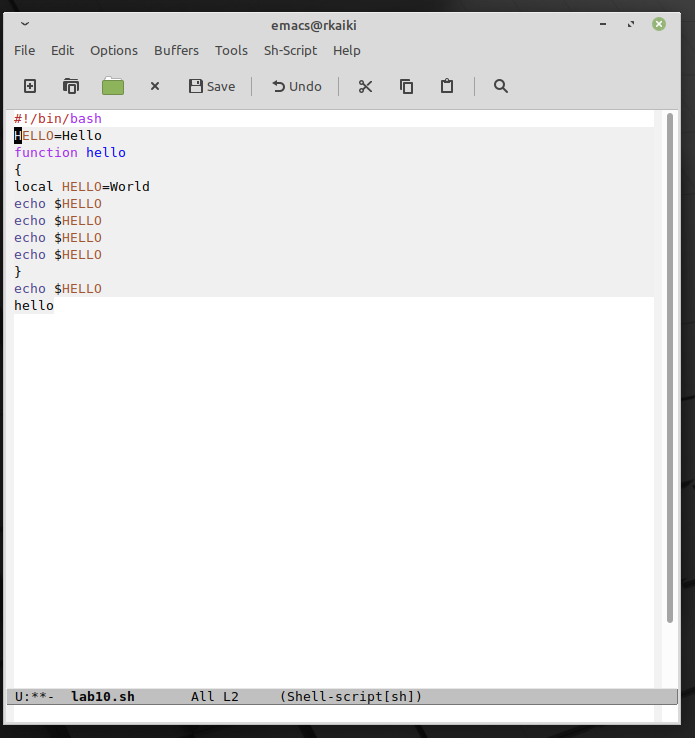 emacs@rkaiki
File Edit Options Buffers Tools Sh-Script Help
Save Undo
#!/bin/bash
HELLO=Hello
function hello
{
local HELLO=World
echo $HELLO
echo $HELLO
echo $HELLO
echo $HELLO
}
echo $HELLO
hello
U:**- lab10.sh All L2 (Shell-script[sh])